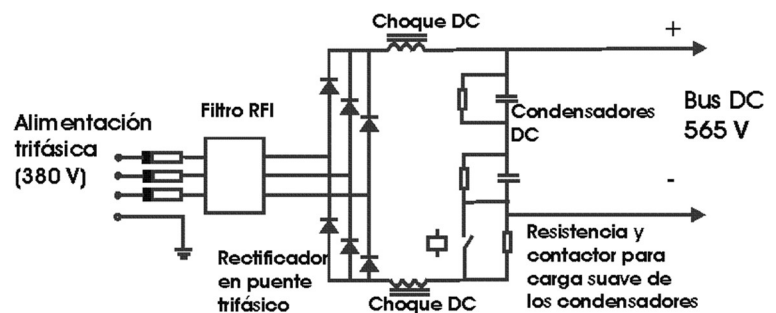 Choque DC
+
Filtro RFI
Condensadores
DC
Bus DC
565 V
Alimentación
trifásica
(380 V)
-
Rectificador
en puente
trifásico
Resistencia y
contactor para
carga suave de
los condensadores
Choque DC